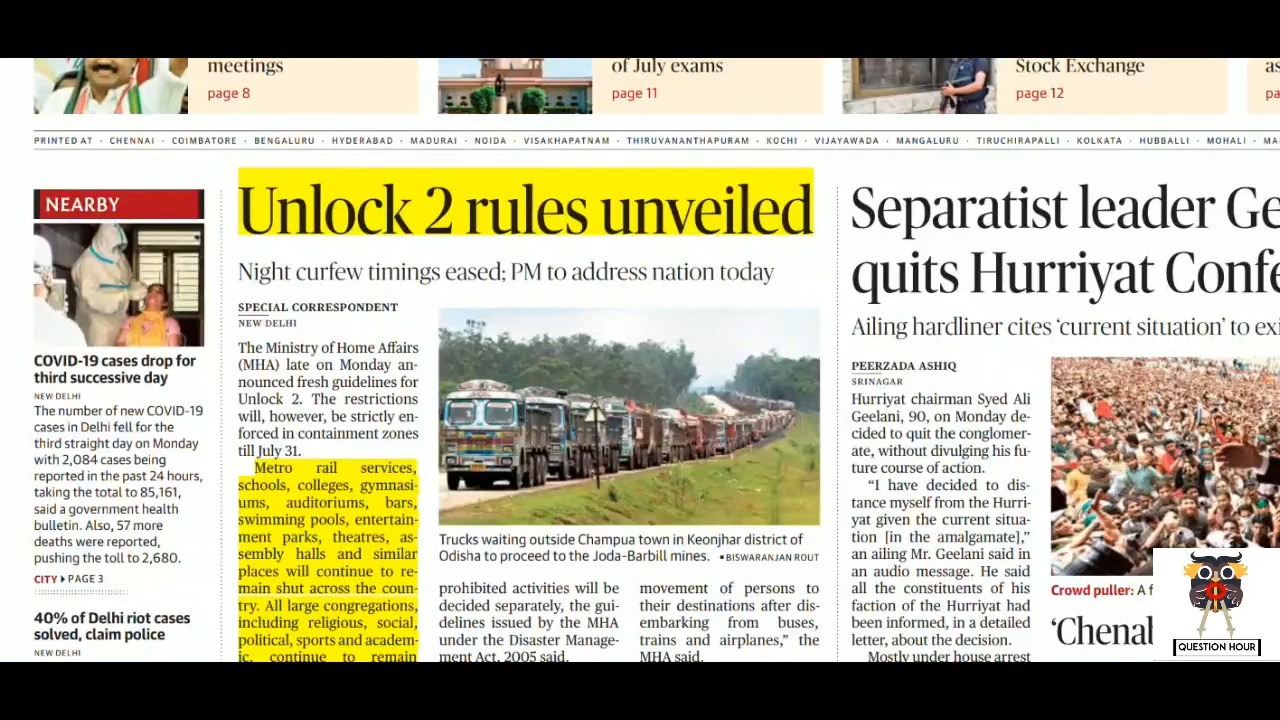 meetings
page 8
of July exams
page 11
Stock Exchange
page 12
PRINTED AT · CHENNAI · COIMBATORE · BENGALURU · HYDERABAD · MADURAI · NOIDA · VISAKHAPATNAM · THIRUVANANTHAPURAM · KOCHI · VIJAYAWADA · MANGALURU · TIRUCHIRAPALLI · KOLKATA · HUBBALLI · MOHALI ·
NEARBY
COVID-19 cases drop for
third successive day
NEW DELHI
The number of new COVID-19
cases in Delhi fell for the
third straight day on Monday
with 2,084 cases being
reported in the past 24 hours,
taking the total to 85,161,
said a government health
bulletin. Also, 57 more
deaths were reported,
pushing the toll to 2,680.
CITY PAGE 3
40% of Delhi riot cases
solved, claim police
NEW DELHI
Unlock 2 rules unveiled
Night curfew timings eased; PM to address nation today
SPECIAL CORRESPONDENT
NEW DELHI
The Ministry of Home Affairs
(MHA) late on Monday an-
nounced fresh guidelines for
Unlock 2. The restrictions
will, however, be strictly en-
forced in containment zones
till July 31.
Metro rail services,
schools, colleges, gymnasi-
ums, auditoriums, bars,
swimming pools, entertain-
ment parks, theatres, as-
sembly halls and similar
places will continue to re-
main shut across the coun-
try. All large congregations,
including religious, social,
political, sports and academ-
ic, continue to remain
Trucks waiting outside Champua town in Keonjhar district of
Odisha to proceed to the Joda-Barbill mines. • BISWARANJAN ROUT
prohibited activities will be
decided separately, the gui-
delines issued by the MHA
under the Disaster Manage-
ment Act, 2005 said.
movement of persons to
their destinations after dis-
embarking from buses,
trains and airplanes,” the
MHA said.
Separatist leader Ge
quits Hurriyat Confe
Ailing hardliner cites ‘current situation’ to exi
PEERZADA ASHIQ
SRINAGAR
Hurriyat chairman Syed Ali
Geelani, 90, on Monday de-
cided to quit the conglomer-
ate, without divulging his fu-
ture course of action.
“I have decided to dis-
tance myself from the Hurri-
yat given the current situa-
tion [in the amalgamate],”
an ailing Mr. Geelani said in
an audio message. He said
all the constituents of his
faction of the Hurriyat had
been informed, in a detailed
letter, about the decision.
Mostly under house arrest
Crowd puller: A f
‘Chenab
QUESTION HOUR